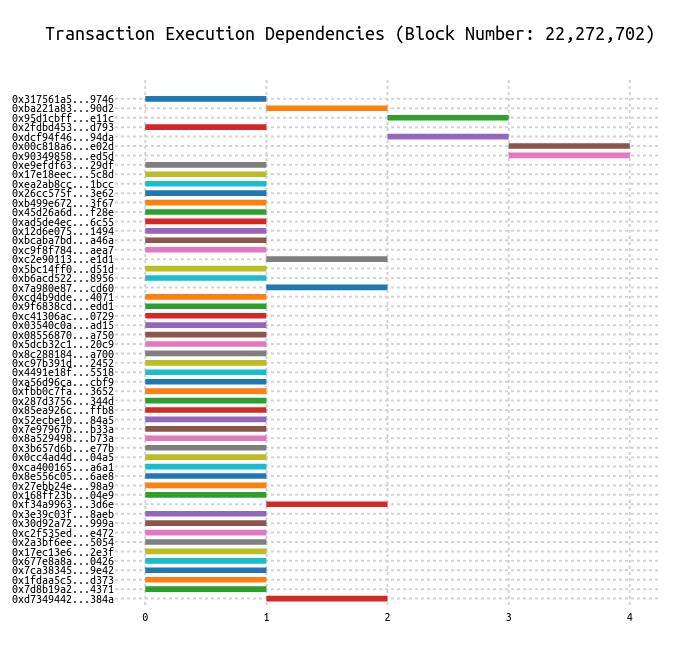 Transaction Execution Dependencies (Block Number: 22,272,702)
0x317561a5...9746
0xba221a83...90d2
0x95d1cbff...e11c
0x2fdbd453...d793
0xdcf94f46...94da
0x00c818a6...e02d
0x90349858...ed5d
0xe9efdf63...29df
0x17e18eec...5c8d
0xea2ab8cc...1bcc
0x26cc575f...3e62
0xb499e672...3f67
0x45d26a6d...f28e
0xad5de4ec...6c55
0x12d6e075...1494
0xbcaba7bd...a46a
0xc9f8f784...aea7
0xc2e90113...e1d1
0x5bc14ff0...d51d
0xb6acd522...8956
0x7a980e87...cd60
0xcd4b9dde...4071
0x9f6838cd...edd1
0xc41306ac...0729
0x03540c0a...ad15
0x08556870...a750
0x5dcb32c1...20c9
0x8c288184...a700
0xc97b391d...2452
0x4491e18f...5518
0xa56d96ca...cbf9
0xfbb0c7fa...3652
0x287d3756...344d
0x85ea926c...ffb8
0x52ecbe10...84a5
0x7e97967b...b33a
0x8a529498...b73a
0x3b657d6b...e77b
0x0cc4ad4d...04a5
0xca400165...a6a1
0x8e556c05...6ae8
0x27ebb24e...98a9
0x168ff23b...04e9
0xf34a9963...3d6e
0x3e39c03f...8aeb
0x30d92a72...999a
0xc2f535ed...e472
0x2a3bf6ee...5054
0x17ec13e6...2e3f
0x677e8a8a...0426
0x7ca38345...9e42
0x1fdaa5c5...d373
0x7d8b19a2...4371
0xd7349442...384a
0 1 2 3 4